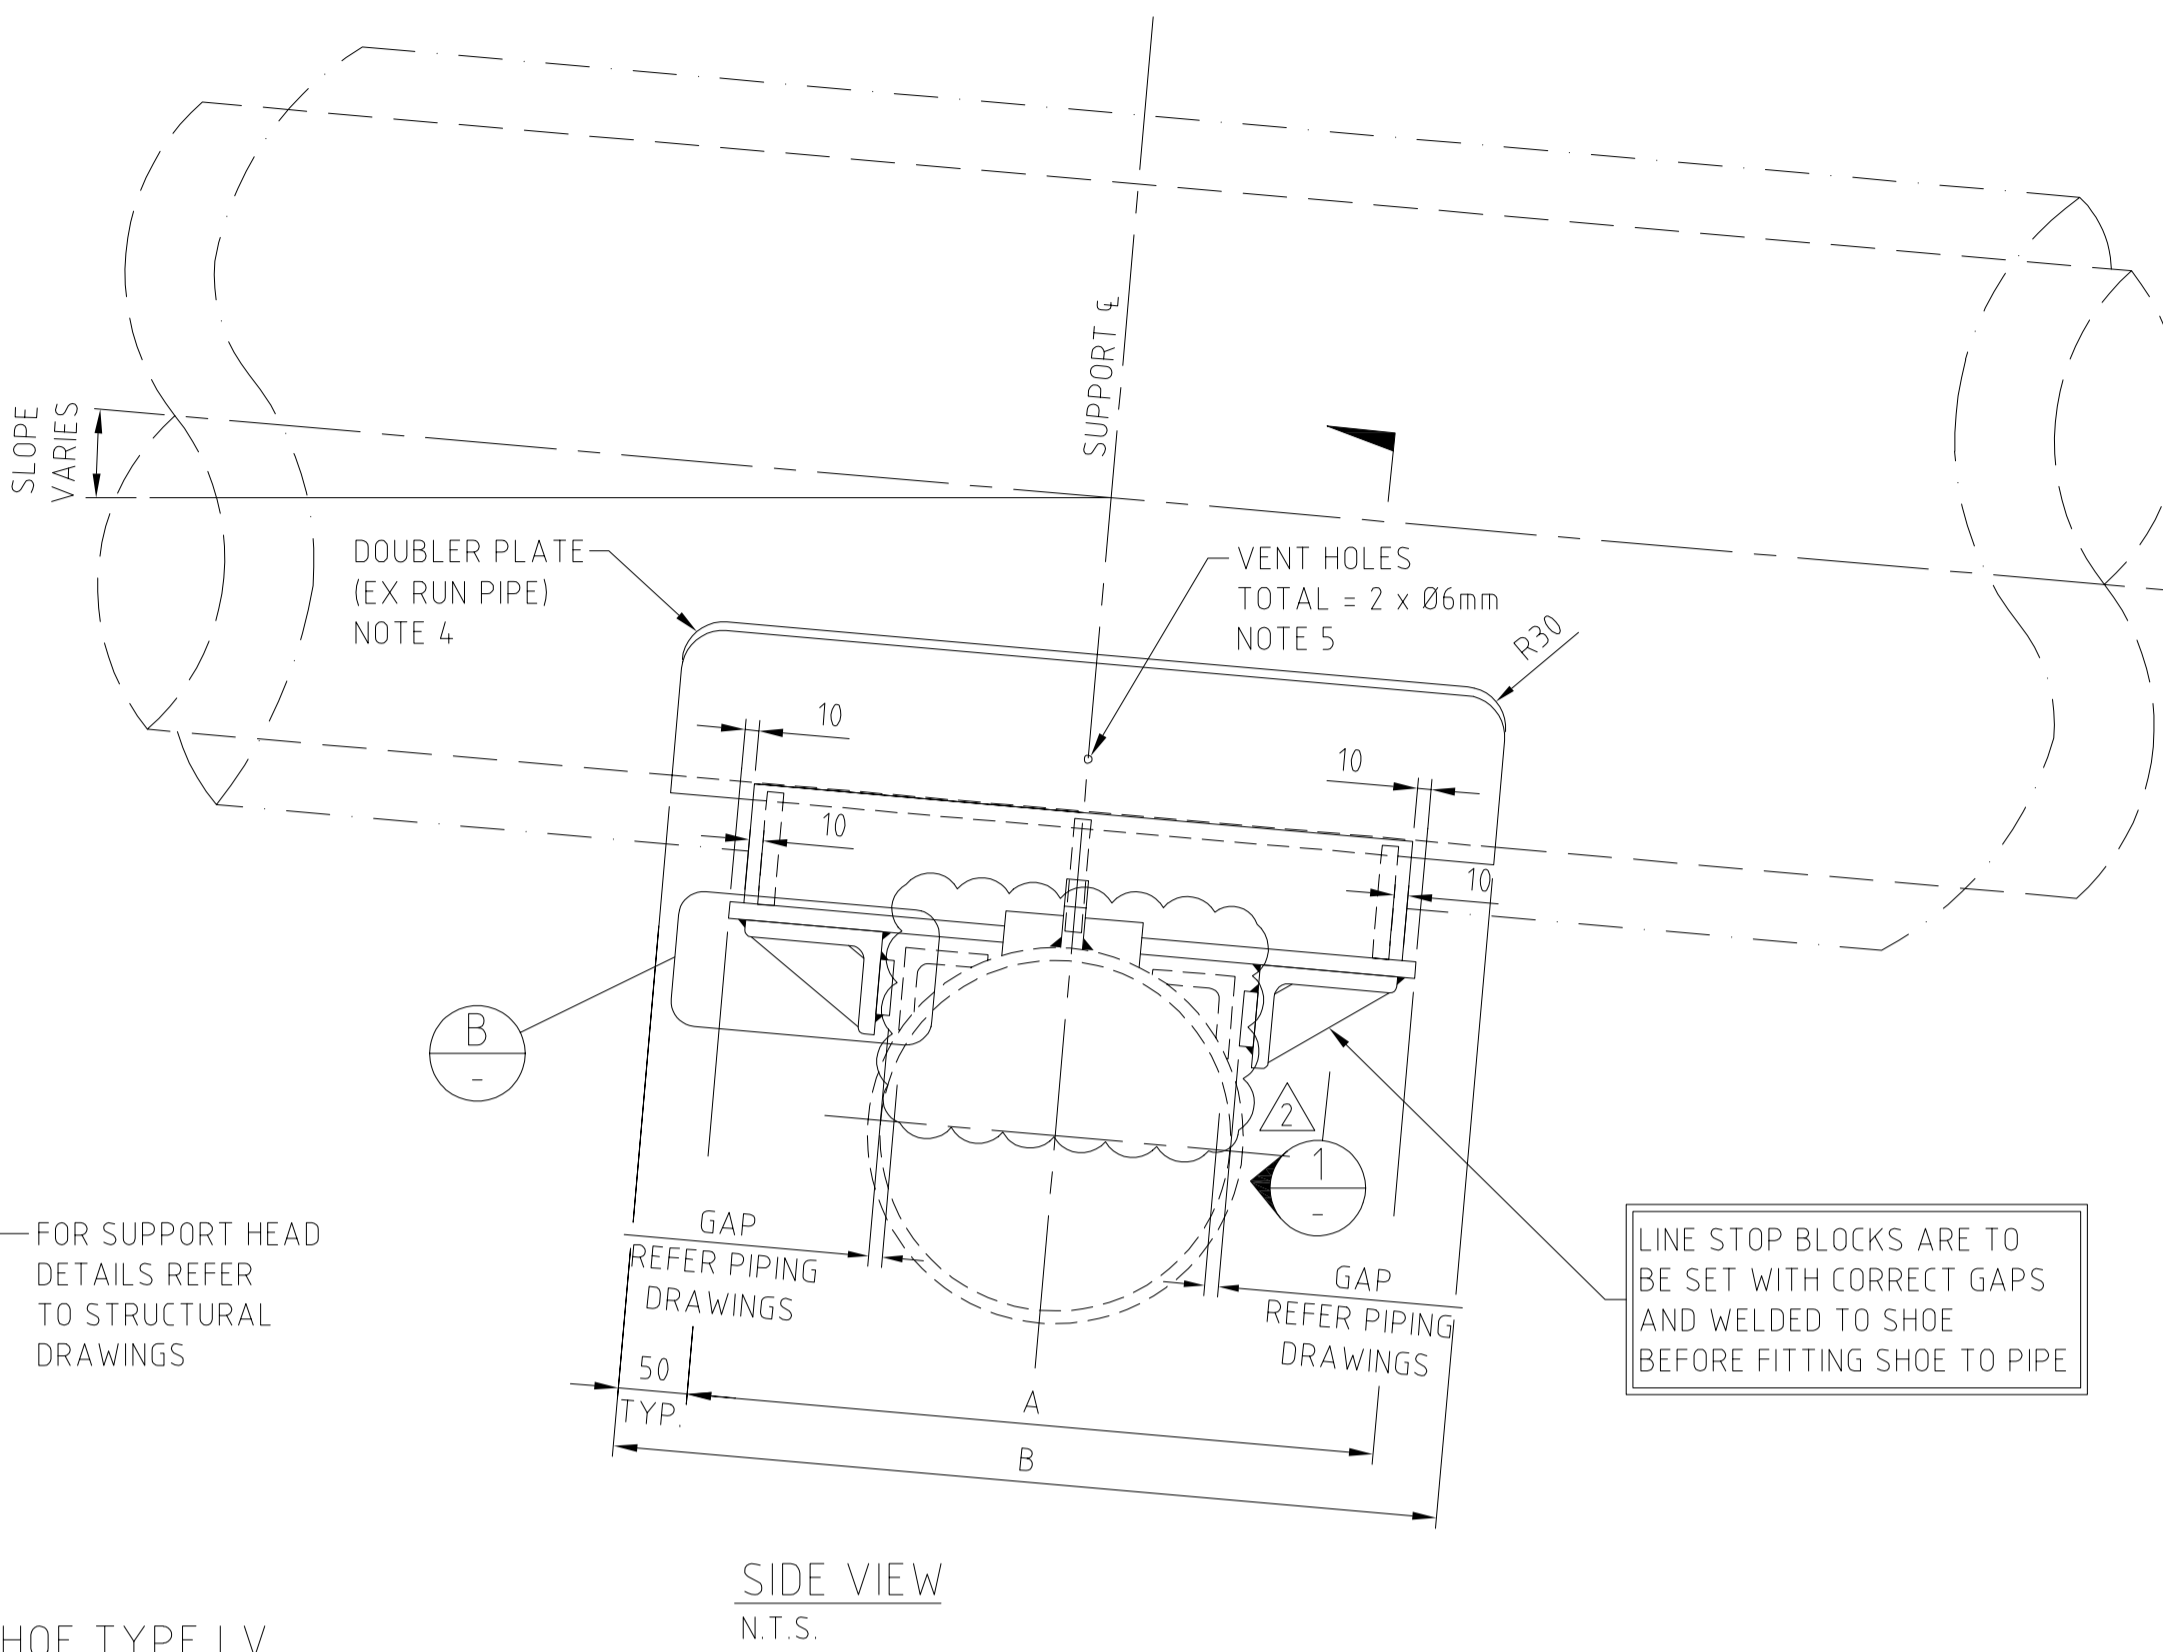 SLOPE
VARIES
SUPPORT ℄
DOUBLER PLATE
(EX RUN PIPE)
NOTE 4
VENT HOLES
TOTAL = 2 x Ø6mm
NOTE 5
R30
10
10
10
10
B
-
2
1
-
FOR SUPPORT HEAD
DETAILS REFER
TO STRUCTURAL
DRAWINGS
GAP
REFER PIPING
DRAWINGS
GAP
REFER PIPING
DRAWINGS
LINE STOP BLOCKS ARE TO
BE SET WITH CORRECT GAPS
AND WELDED TO SHOE
BEFORE FITTING SHOE TO PIPE
50
TYP.
A
B
SIDE VIEW
N.T.S.
TYPE